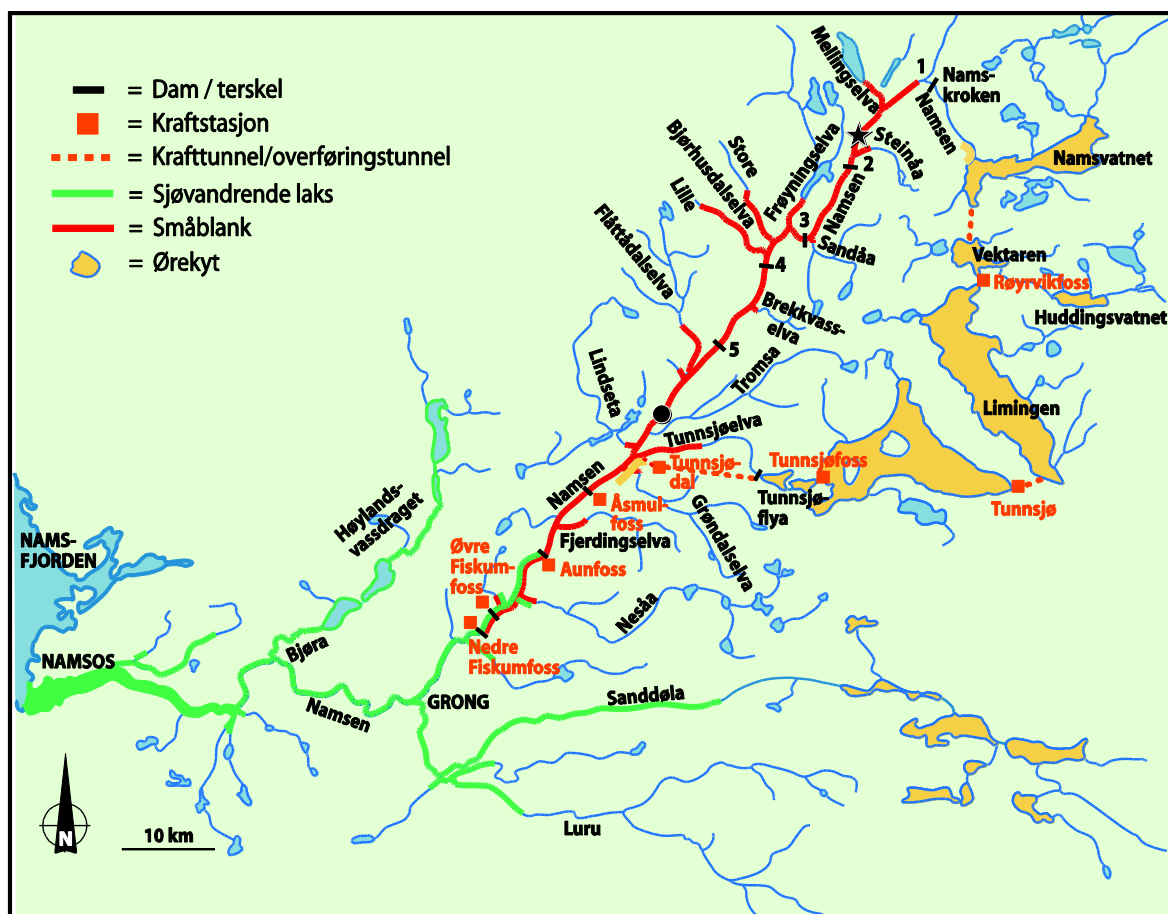 = Dam / terskel
= Kraftstasjon
= Krafttunnel/overføringstunnel
= Sjøvandrende laks
= Småblank
= Ørekyt
Mellingselva
1
Nams-
kroken
Namsen
Steinåa
2
Namsvatnet
Namsen
Frøyningselva
Store
Bjørhusdalselva
Lille
3
Sandåa
Flåttådalselva
4
Vektaren
Røyrvikfoss
Huddingsvatnet
Brekkvass-
elva
5
Tromsa
Lindseta
Limingen
Tunnsjøelva
Tunnsjø-
dal
Tunnsjøfoss
Tunnsjø-
flya
Tunnsjø
Namsen
Åsmul-
foss
Grøndalselva
Høylands-
vassdraget
Fjerdingselva
NAMS-
FJORDEN
Øvre
Fiskum-
foss
Aunfoss
Nesåa
Nedre
Fiskumfoss
Bjøra
NAMSOS
Namsen
GRONG
Sanddøla
Luru
N
10 km